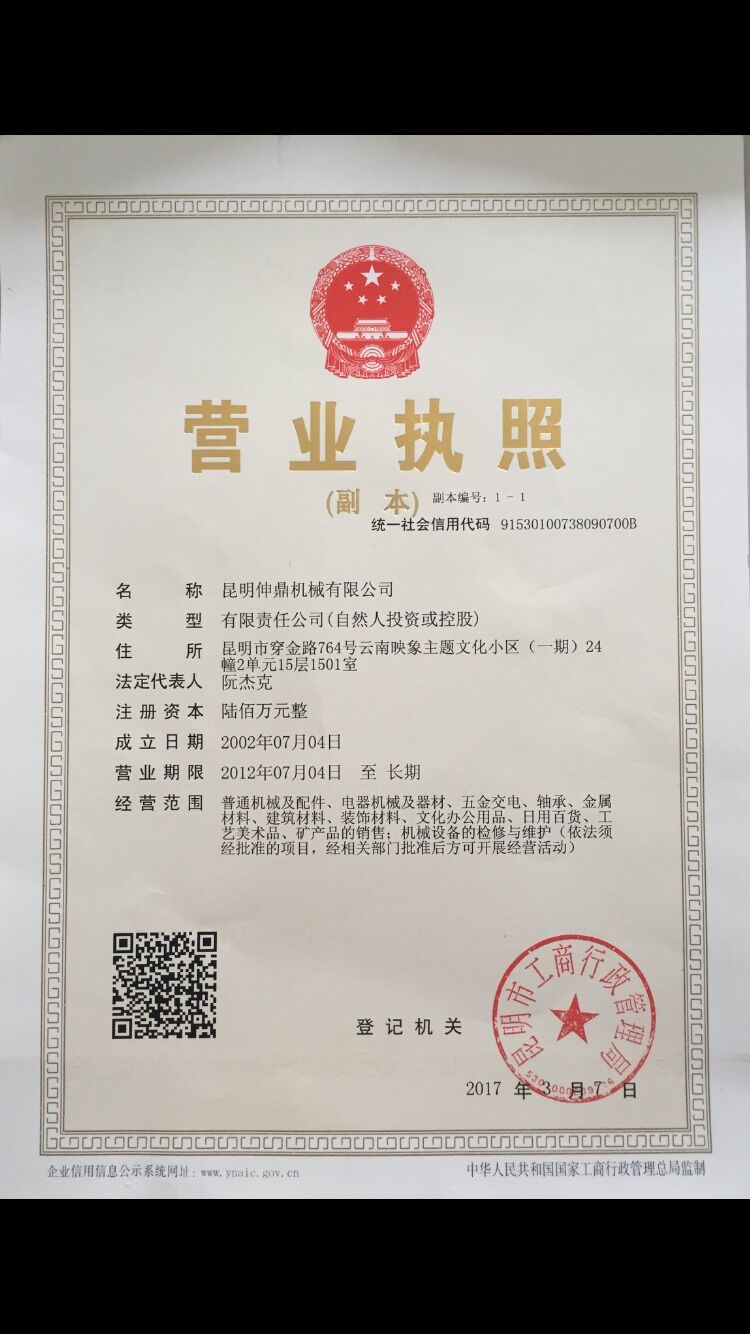 营业执照
(副 本) 副本编号：1-1
统一社会信用代码 91530100738090700B
名 称 昆明伸鼎机械有限公司
类 型 有限责任公司(自然人投资或控股)
住 所 昆明市穿金路764号云南映象主题文化小区（一期）24
幢2单元15层1501室
法定代表人 阮杰克
注册资本 陆佰万元整
成立日期 2002年07月04日
营业期限 2012年07月04日 至 长期
经营范围 普通机械及配件、电器机械及器材、五金交电、轴承、金属
材料、建筑材料、装饰材料、文化办公用品、日用百货、工
艺美术品、矿产品的销售；机械设备的检修与维护（依法须
经批准的项目，经相关部门批准后方可开展经营活动）
昆明市工商行政管理局
登记机关
2017 年 3 月 7 日
企业信用信息公示系统网址：www.ynaic.gov.cn
中华人民共和国国家工商行政管理总局监制